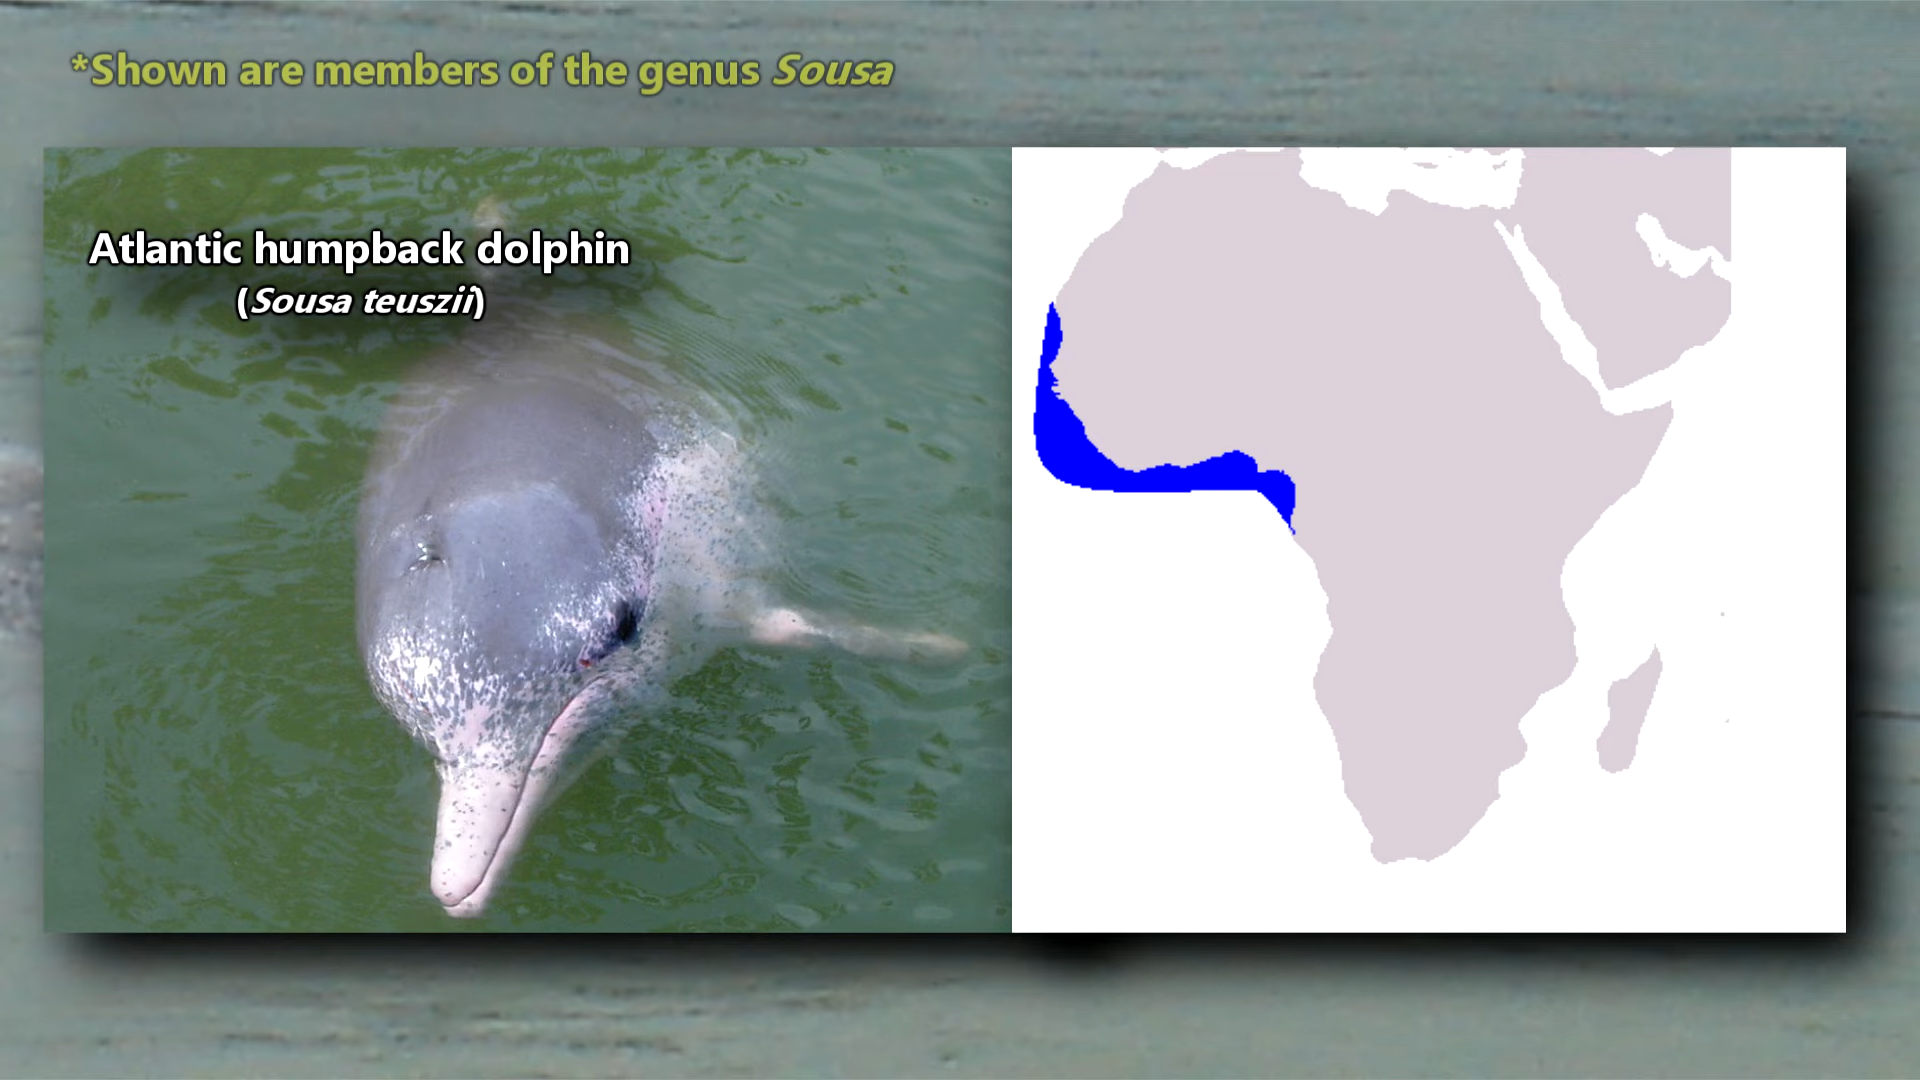 *Shown are members of the genus Sousa
Atlantic humpback dolphin
(Sousa teuszii)